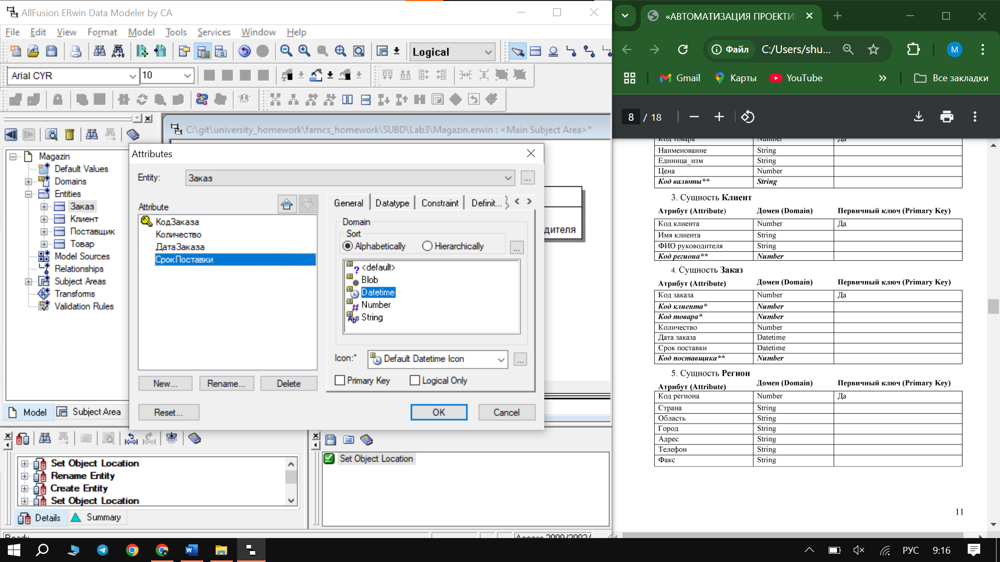 AllFusion ERwin Data Modeler by CA
File Edit View Format Model Tools Services Window Help
Logical
Arial CYR 10
C:\git\university_homework\famcs_homework\SUBD\Lab3\Magazin.erwin : <Main Subject Area>*
Magazin
Default Values
Domains
Entities
Заказ
Клиент
Поставщик
Товар
Model Sources
Relationships
Subject Areas
Transforms
Validation Rules
Model Subject Area
Attributes
Entity: Заказ ...
Attribute
КодЗаказа
Количество
ДатаЗаказа
СрокПоставки
New... Rename... Delete
Reset...
General Datatype Constraint Definit...
Domain
Sort
Alphabetically Hierarchically ...
<default>
Blob
Datetime
Number
String
Icon:* Default Datetime Icon ...
Primary Key Logical Only
OK Cancel
дителя
Set Object Location
Rename Entity
Create Entity
Set Object Location
Details Summary
Set Object Location
Ready
Access 2000/2002/
«АВТОМАТИЗАЦИЯ ПРОЕКТИ
Файл C:/Users/shu... M
Gmail Карты YouTube Все закладки
8 / 18
Код товара Number Да
Наименование String
Единица_изм String
Цена Number
Код валюты** String
3. Сущность Клиент
Атрибут (Attribute) Домен (Domain) Первичный ключ (Primary Key)
Код клиента Number Да
Имя клиента String
ФИО руководителя String
Код региона** Number
4. Сущность Заказ
Атрибут (Attribute) Домен (Domain) Первичный ключ (Primary Key)
Код заказа Number Да
Код клиента* Number
Код товара* Number
Количество Number
Дата заказа Datetime
Срок поставки Datetime
Код поставщика** Number
5. Сущность Регион
Атрибут (Attribute) Домен (Domain) Первичный ключ (Primary Key)
Код региона Number Да
Страна String
Область String
Город String
Адрес String
Телефон String
Факс String
11
РУС 9:16